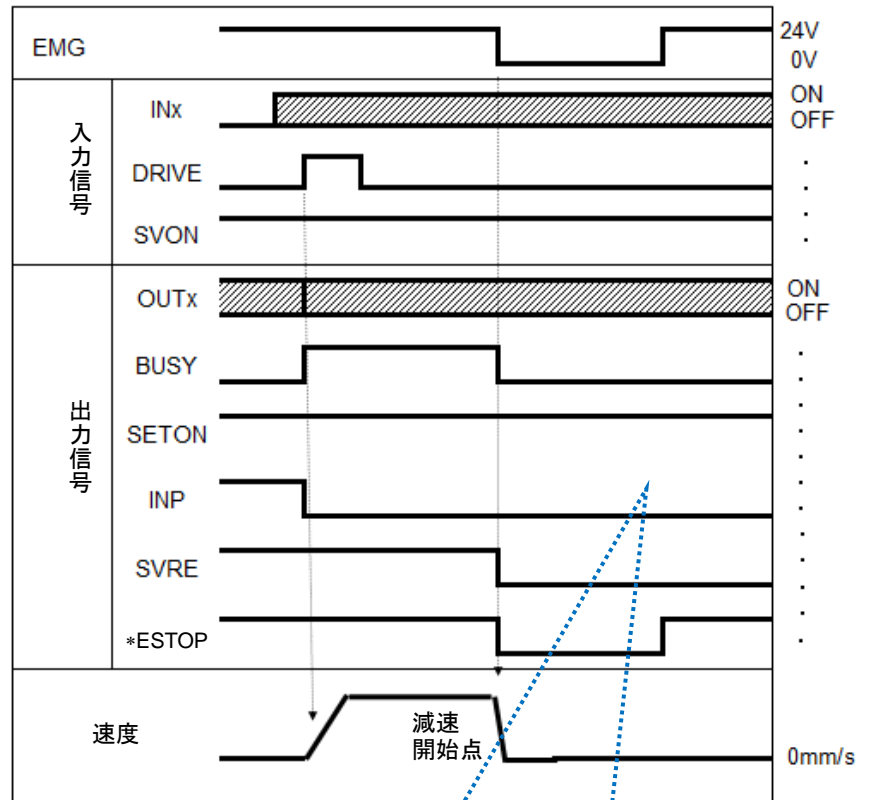 EMG
24V
0V
入力信号
INx
ON
OFF
DRIVE
SVON
出力信号
OUTx
ON
OFF
BUSY
SETON
INP
SVRE
*ESTOP
速度
減速
開始点
0mm/s